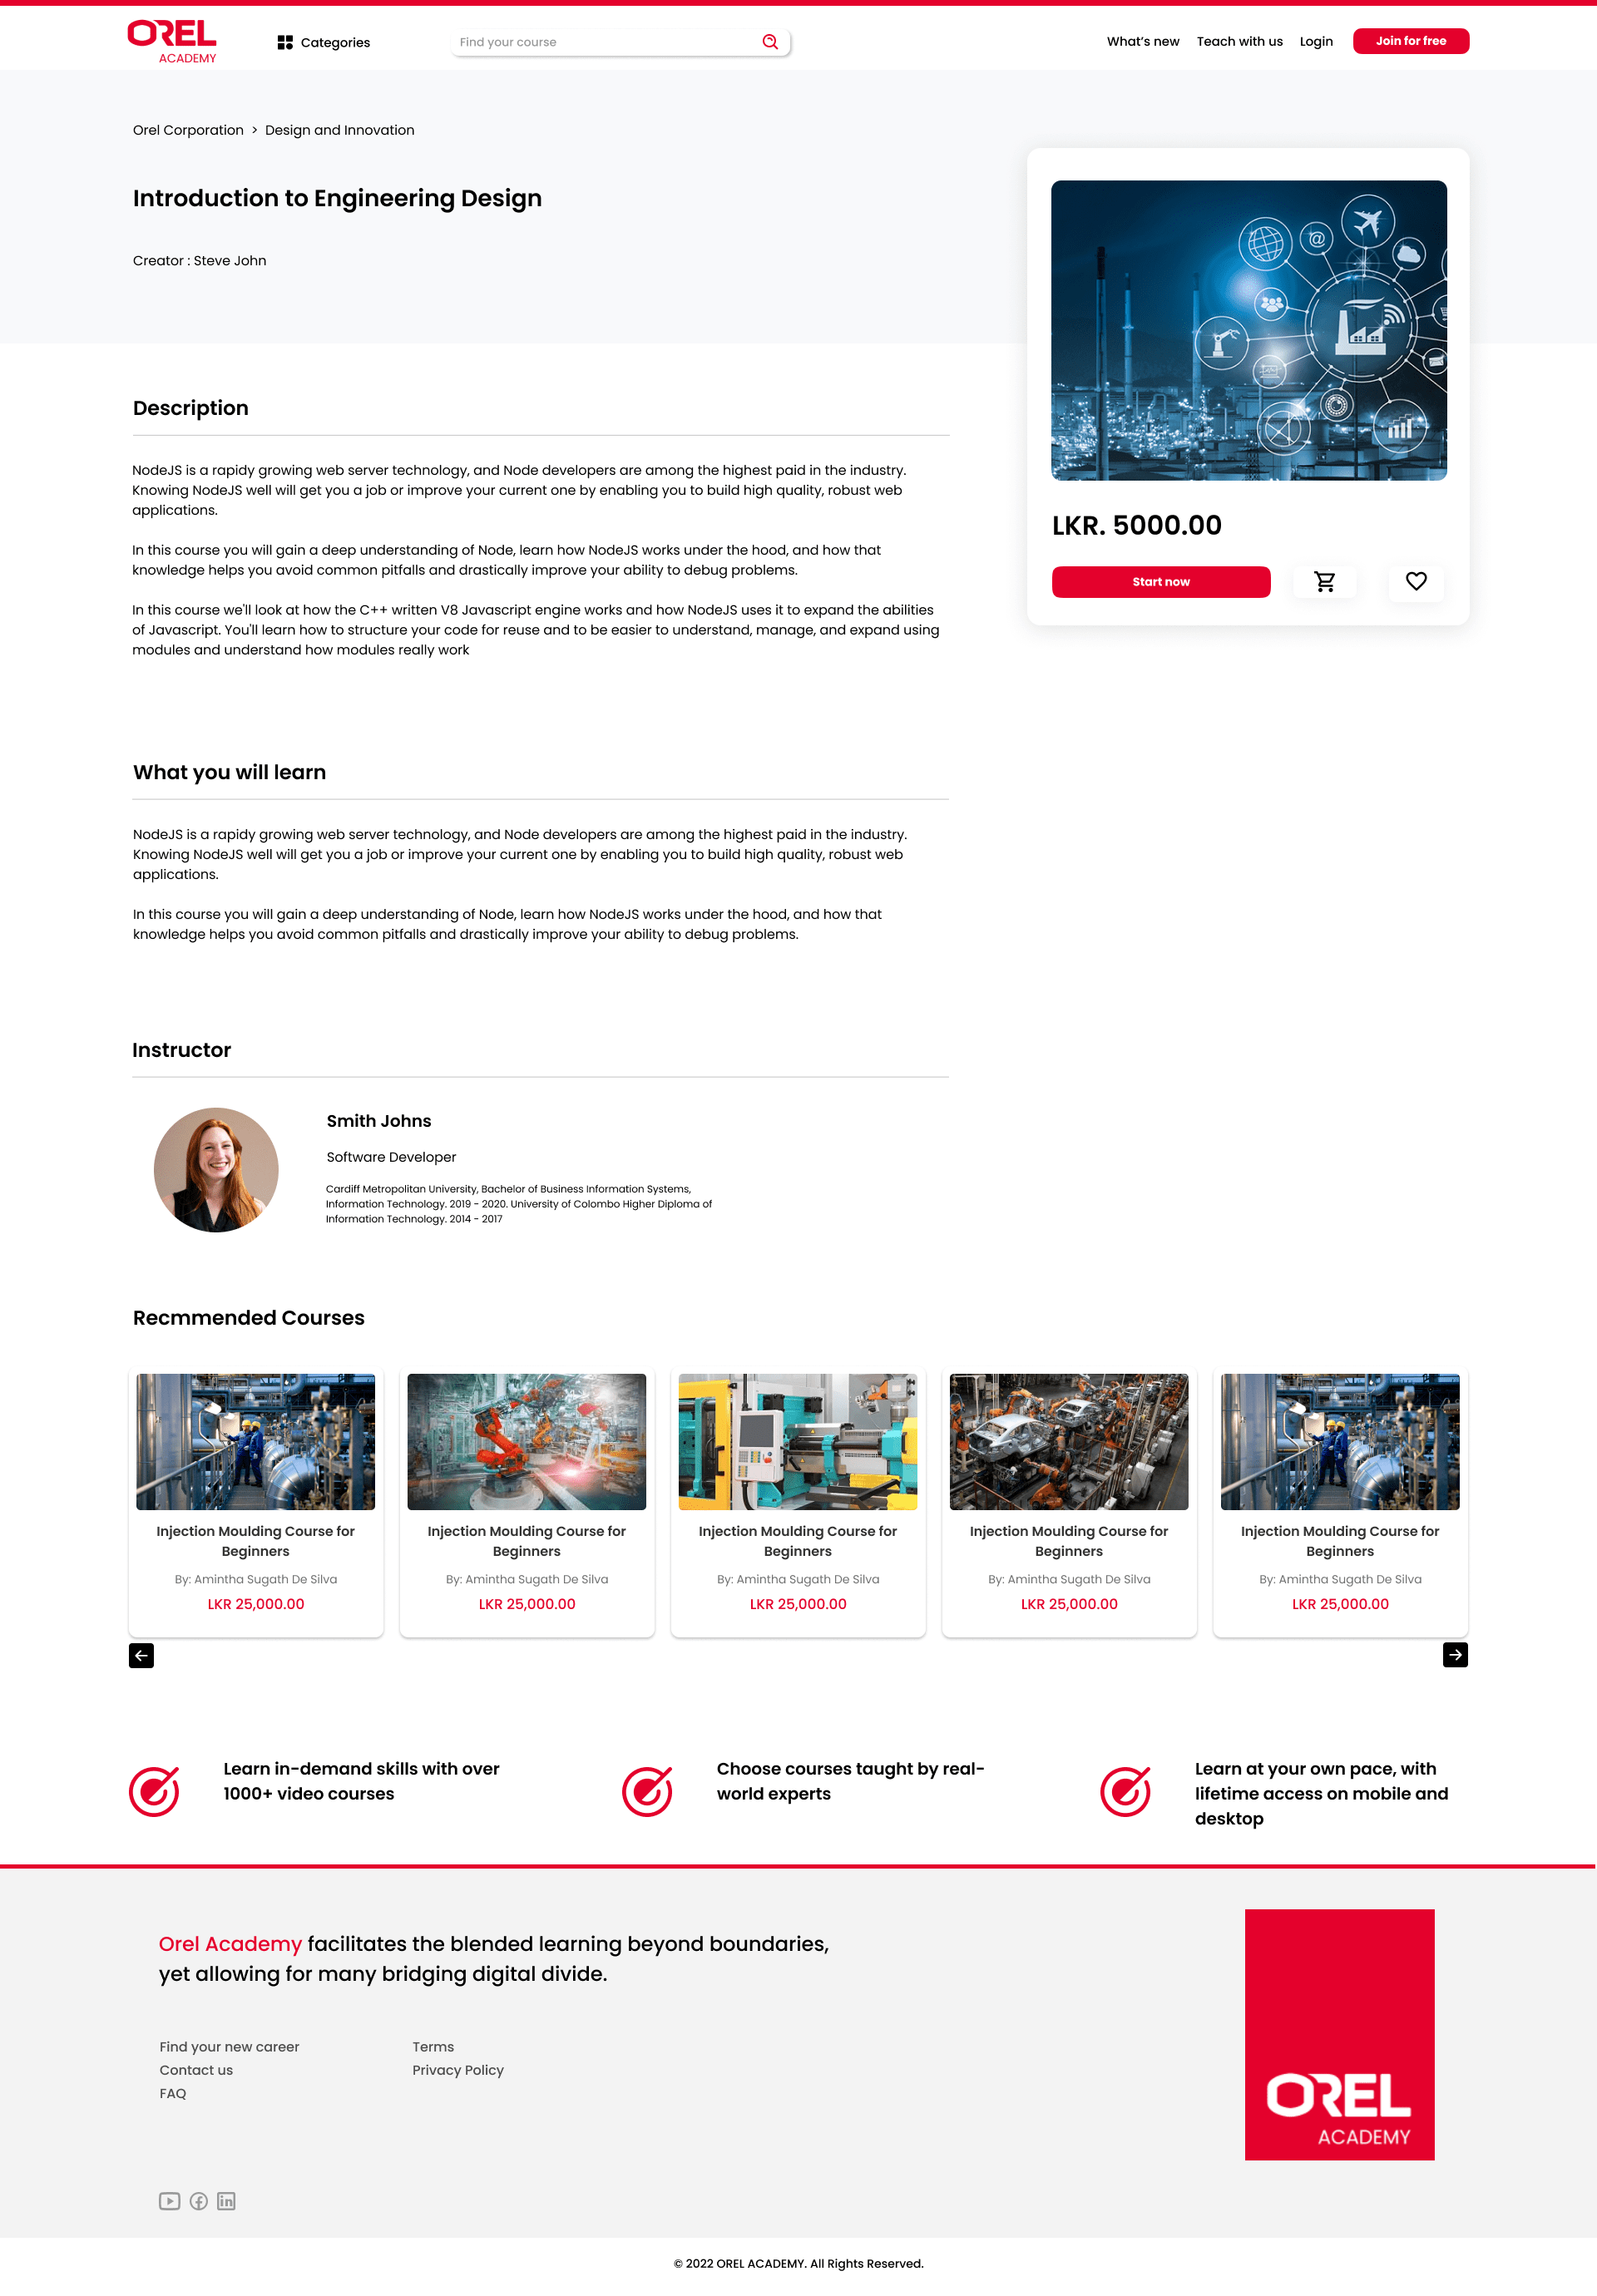 OREL
ACADEMY
Categories
Find your course
What's new
Teach with us
Login
Join for free
Orel Corporation > Design and Innovation
Introduction to Engineering Design
Creator : Steve John
@
LKR. 5000.00
Start now
Description
NodeJS is a rapidy growing web server technology, and Node developers are among the highest paid in the industry.
Knowing NodeJS well will get you a job or improve your current one by enabling you to build high quality, robust web
applications.
In this course you will gain a deep understanding of Node, learn how NodeJS works under the hood, and how that
knowledge helps you avoid common pitfalls and drastically improve your ability to debug problems.
In this course we'll look at how the C++ written V8 Javascript engine works and how NodeJS uses it to expand the abilities
of Javascript. You'll learn how to structure your code for reuse and to be easier to understand, manage, and expand using
modules and understand how modules really work
What you will learn
NodeJS is a rapidy growing web server technology, and Node developers are among the highest paid in the industry.
Knowing NodeJS well will get you a job or improve your current one by enabling you to build high quality, robust web
applications.
In this course you will gain a deep understanding of Node, learn how NodeJS works under the hood, and how that
knowledge helps you avoid common pitfalls and drastically improve your ability to debug problems.
Instructor
Smith Johns
Software Developer
Cardiff Metropolitan University, Bachelor of Business Information Systems,
Information Technology. 2019 - 2020. University of Colombo Higher Diploma of
Information Technology. 2014 - 2017
Recmmended Courses
Injection Moulding Course for
Beginners
By: Amintha Sugath De Silva
LKR 25,000.00
Injection Moulding Course for
Beginners
By: Amintha Sugath De Silva
LKR 25,000.00
Injection Moulding Course for
Beginners
By: Amintha Sugath De Silva
LKR 25,000.00
Injection Moulding Course for
Beginners
By: Amintha Sugath De Silva
LKR 25,000.00
Injection Moulding Course for
Beginners
By: Amintha Sugath De Silva
LKR 25,000.00
Learn in-demand skills with over
1000+ video courses
Choose courses taught by real-
world experts
Learn at your own pace, with
lifetime access on mobile and
desktop
Orel Academy facilitates the blended learning beyond boundaries,
yet allowing for many bridging digital divide.
Find your new career
Contact us
FAQ
Terms
Privacy Policy
OREL
ACADEMY
in
© 2022 OREL ACADEMY. All Rights Reserved.